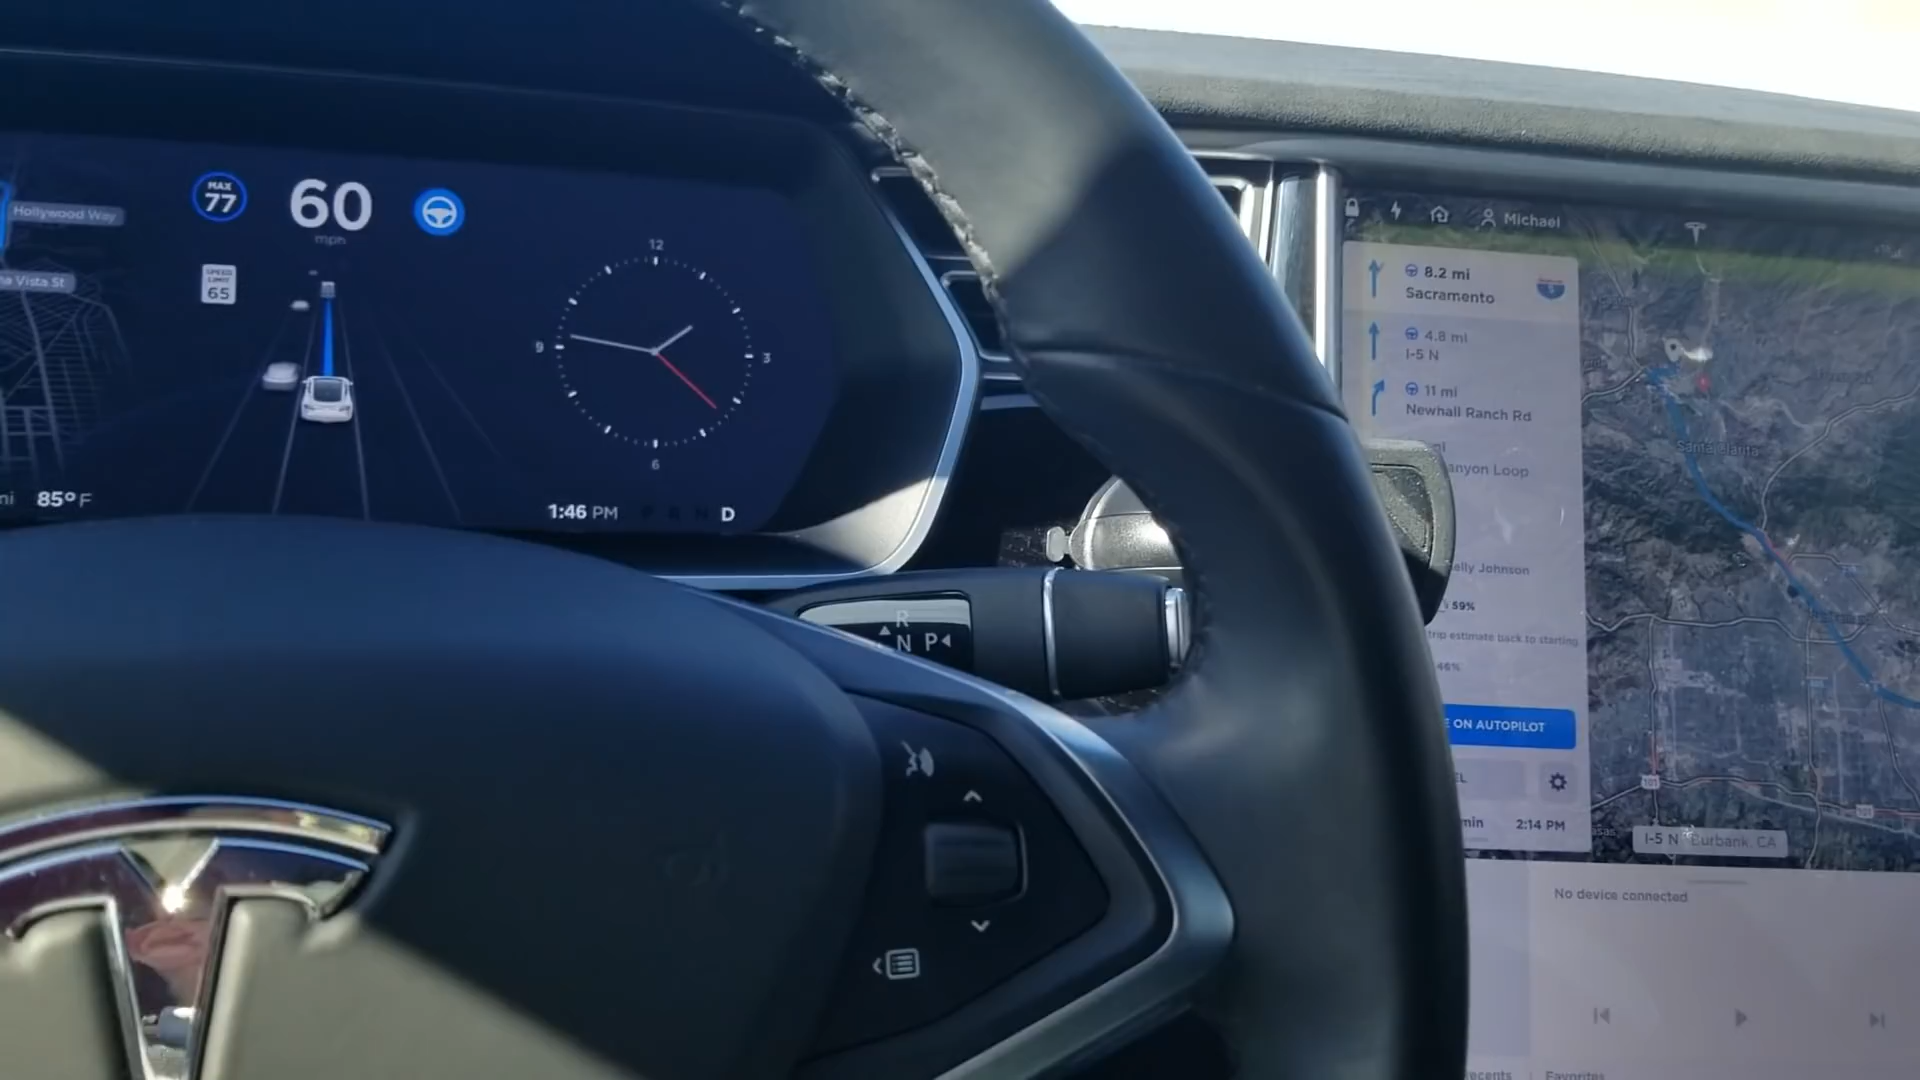 Hollywood Way
a Vista St
MAX
77
60
mph
SPEED
LIMIT
65
12
9
3
6
mi
85° F
1:46 PM
P R N D
R
N P
Michael
8.2 mi
Sacramento
4.8 mi
I-5 N
11 mi
Newhall Ranch Rd
anyon Loop
elly Johnson
59%
trip estimate back to starting
46%
E ON AUTOPILOT
EL
min 2:14 PM
Santa Clarita
101
I-5 N Burbank, CA
No device connected
ecents Favorites